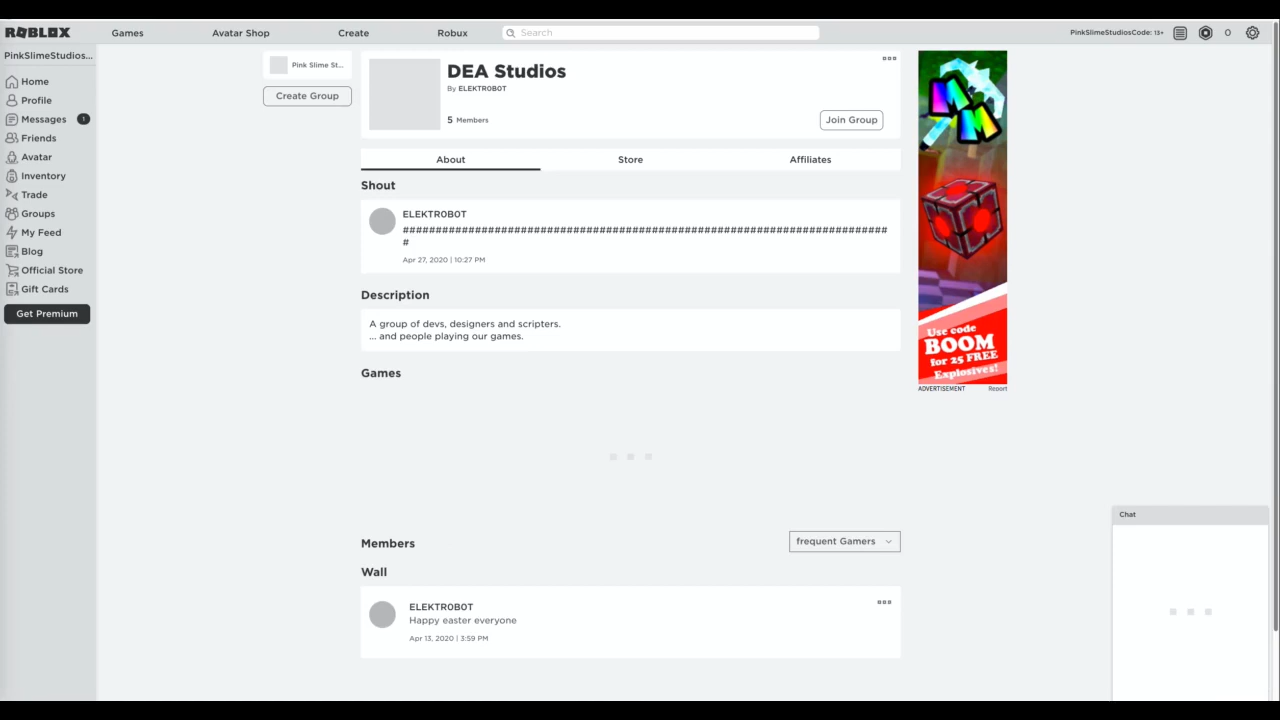 ROBLOX
Games
Avatar Shop
Create
Robux
Search
PinkSlimeStudiosCode: 13+
0
PinkSlimeStudios...
Home
Profile
Messages
1
Friends
Avatar
Inventory
Trade
Groups
My Feed
Blog
Official Store
Gift Cards
Get Premium
Pink Slime St...
Create Group
DEA Studios
By ELEKTR0B0T
5 Members
Join Group
About
Store
Affiliates
Shout
ELEKTR0B0T
##########################################################################
#
Apr 27, 2020 | 10:27 PM
Description
A group of devs, designers and scripters.
... and people playing our games.
Games
Members
frequent Gamers
Wall
ELEKTR0B0T
Happy easter everyone
Apr 13, 2020 | 3:59 PM
M
M
Use code
BOOM
for 25 FREE
Explosives!
ADVERTISEMENT
Report
Chat